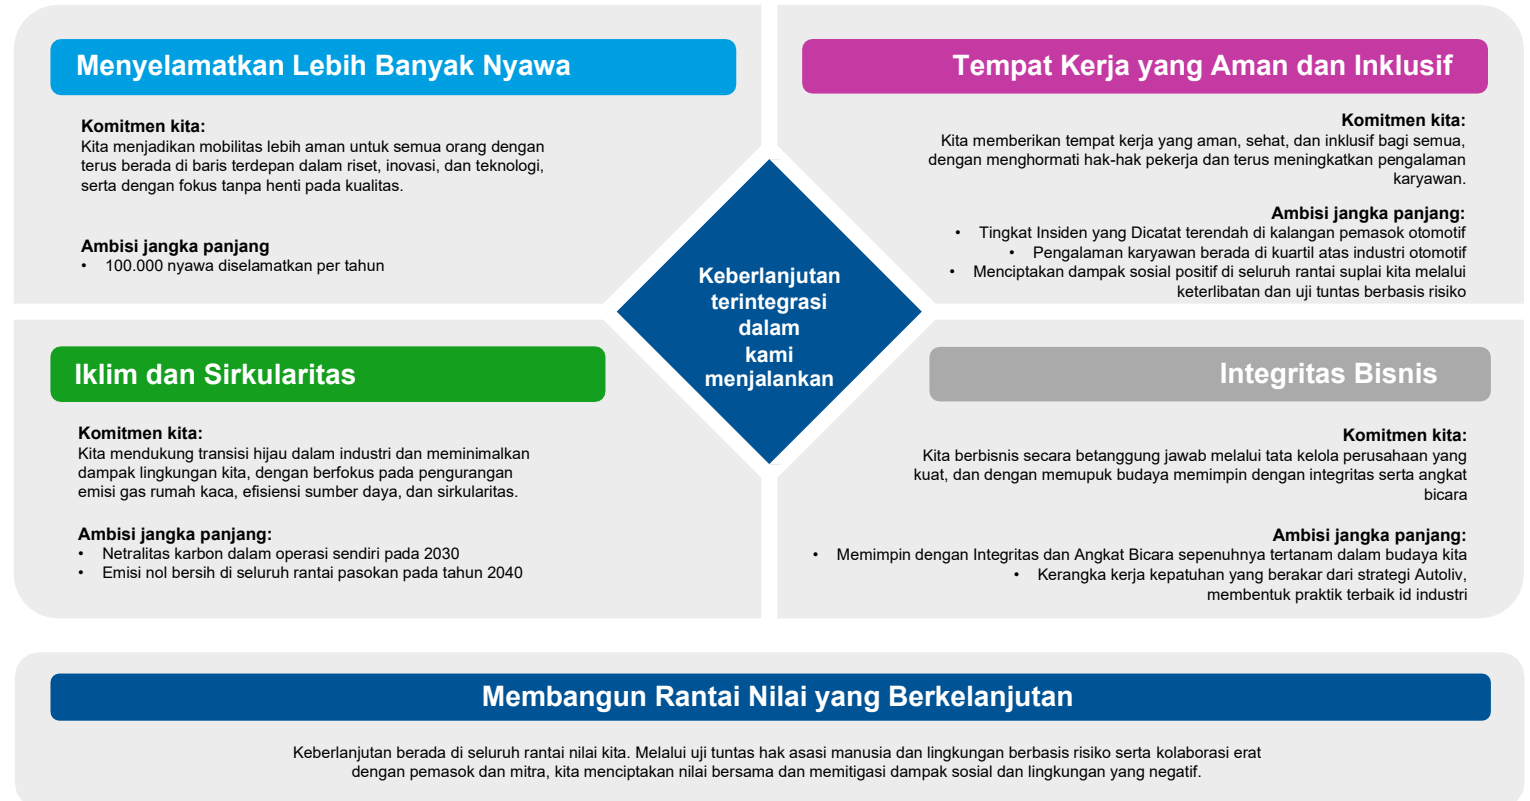 Menyelamatkan Lebih Banyak Nyawa
Komitmen kita:
Kita menjadikan mobilitas lebih aman untuk semua orang dengan
terus berada di baris terdepan dalam riset, inovasi, dan teknologi,
serta dengan fokus tanpa henti pada kualitas.
Ambisi jangka panjang
• 100.000 nyawa diselamatkan per tahun
Tempat Kerja yang Aman dan Inklusif
Komitmen kita:
Kita memberikan tempat kerja yang aman, sehat, dan inklusif bagi semua,
dengan menghormati hak-hak pekerja dan terus meningkatkan pengalaman
karyawan.
Ambisi jangka panjang:
• Tingkat Insiden yang Dicatat terendah di kalangan pemasok otomotif
• Pengalaman karyawan berada di kuartil atas industri otomotif
• Menciptakan dampak sosial positif di seluruh rantai suplai kita melalui
keterlibatan dan uji tuntas berbasis risiko
Keberlanjutan
terintegrasi
dalam
kami
menjalankan
Iklim dan Sirkularitas
Komitmen kita:
Kita mendukung transisi hijau dalam industri dan meminimalkan
dampak lingkungan kita, dengan berfokus pada pengurangan
emisi gas rumah kaca, efisiensi sumber daya, dan sirkularitas.
Ambisi jangka panjang:
• Netralitas karbon dalam operasi sendiri pada 2030
• Emisi nol bersih di seluruh rantai pasokan pada tahun 2040
Integritas Bisnis
Komitmen kita:
Kita berbisnis secara betanggung jawab melalui tata kelola perusahaan yang
kuat, dan dengan memupuk budaya memimpin dengan integritas serta angkat
bicara
Ambisi jangka panjang:
• Memimpin dengan Integritas dan Angkat Bicara sepenuhnya tertanam dalam budaya kita
• Kerangka kerja kepatuhan yang berakar dari strategi Autoliv,
membentuk praktik terbaik id industri
Membangun Rantai Nilai yang Berkelanjutan
Keberlanjutan berada di seluruh rantai nilai kita. Melalui uji tuntas hak asasi manusia dan lingkungan berbasis risiko serta kolaborasi erat
dengan pemasok dan mitra, kita menciptakan nilai bersama dan memitigasi dampak sosial dan lingkungan yang negatif.